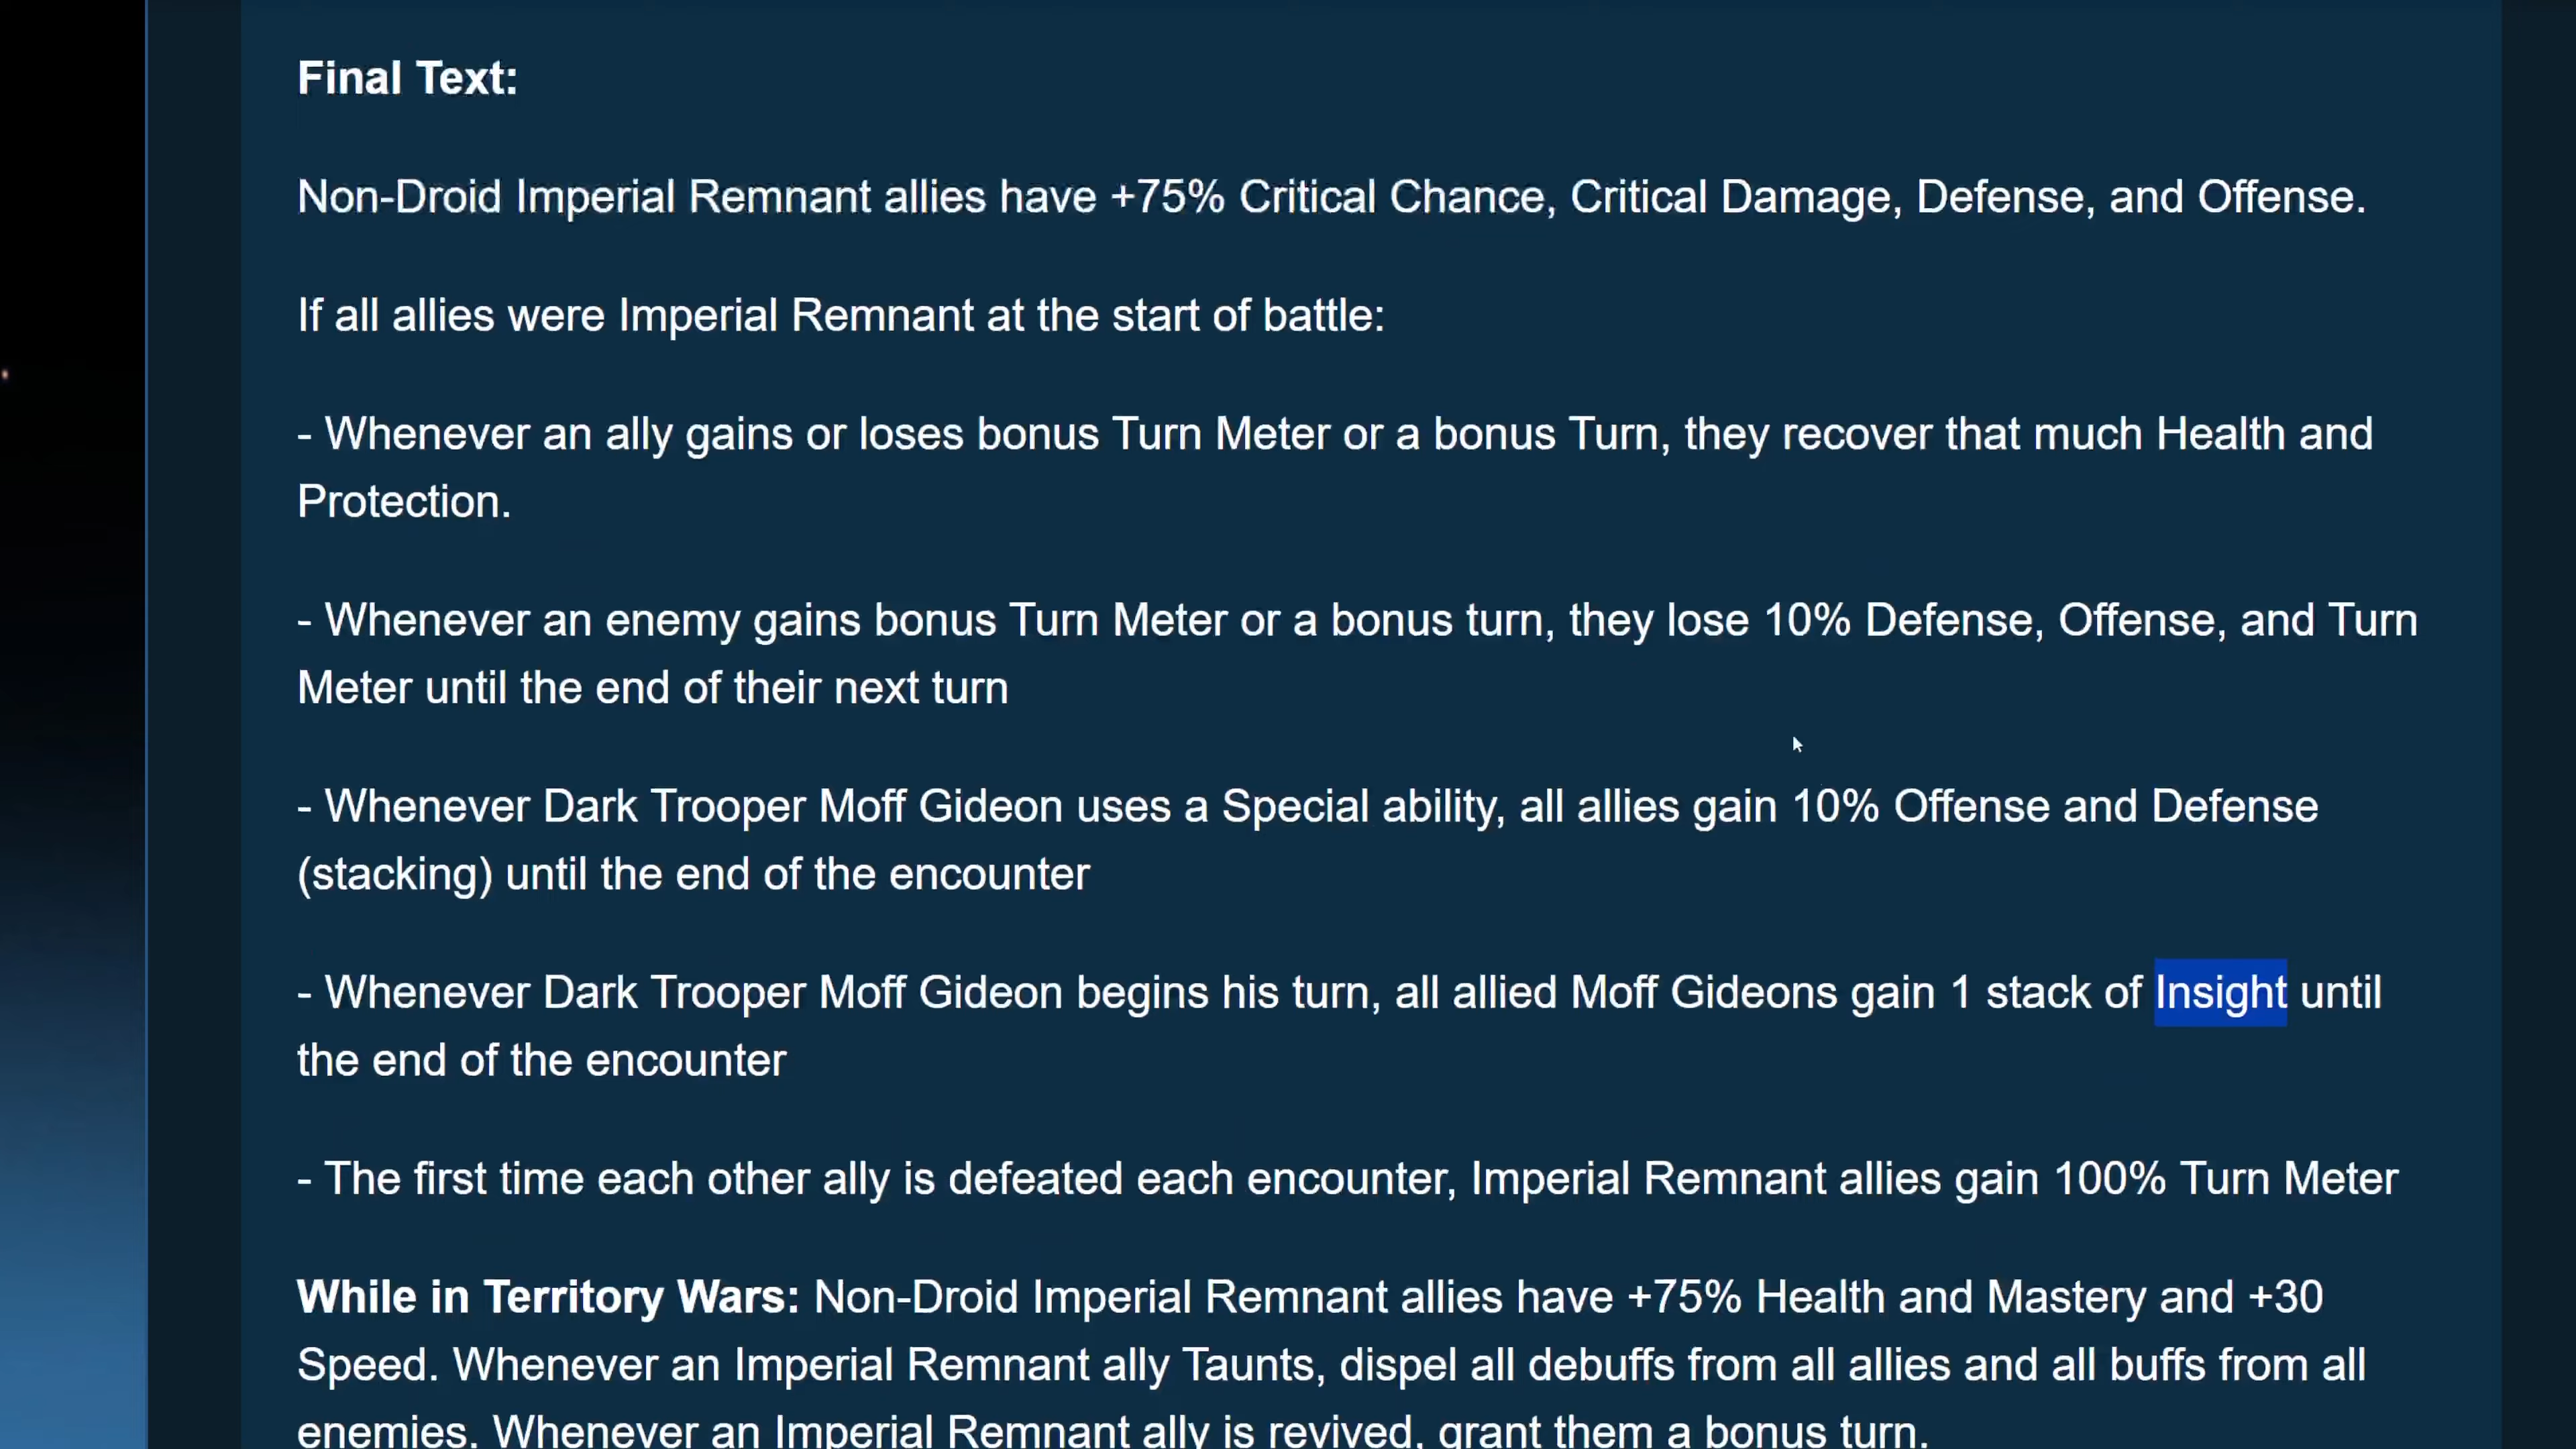 Final Text:
Non-Droid Imperial Remnant allies have +75% Critical Chance, Critical Damage, Defense, and Offense.
If all allies were Imperial Remnant at the start of battle:
- Whenever an ally gains or loses bonus Turn Meter or a bonus Turn, they recover that much Health and
Protection.
- Whenever an enemy gains bonus Turn Meter or a bonus turn, they lose 10% Defense, Offense, and Turn
Meter until the end of their next turn
- Whenever Dark Trooper Moff Gideon uses a Special ability, all allies gain 10% Offense and Defense
(stacking) until the end of the encounter
- Whenever Dark Trooper Moff Gideon begins his turn, all allied Moff Gideons gain 1 stack of Insight until
the end of the encounter
- The first time each other ally is defeated each encounter, Imperial Remnant allies gain 100% Turn Meter
While in Territory Wars: Non-Droid Imperial Remnant allies have +75% Health and Mastery and +30
Speed. Whenever an Imperial Remnant ally Taunts, dispel all debuffs from all allies and all buffs from all
enemies. Whenever an Imperial Remnant ally is revived, grant them a bonus turn.